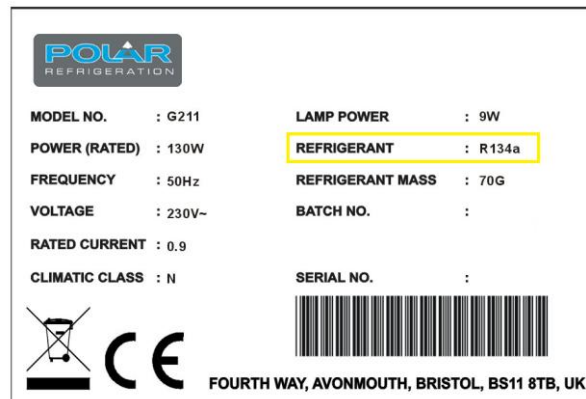 POLAR
REFRIGERATION
MODEL NO. : G211
LAMP POWER : 9W
POWER (RATED) : 130W
REFRIGERANT : R134a
FREQUENCY : 50Hz
REFRIGERANT MASS : 70G
VOLTAGE : 230V~
BATCH NO. :
RATED CURRENT : 0.9
CLIMATIC CLASS : N
SERIAL NO. :
CE
FOURTH WAY, AVONMOUTH, BRISTOL, BS11 8TB, UK